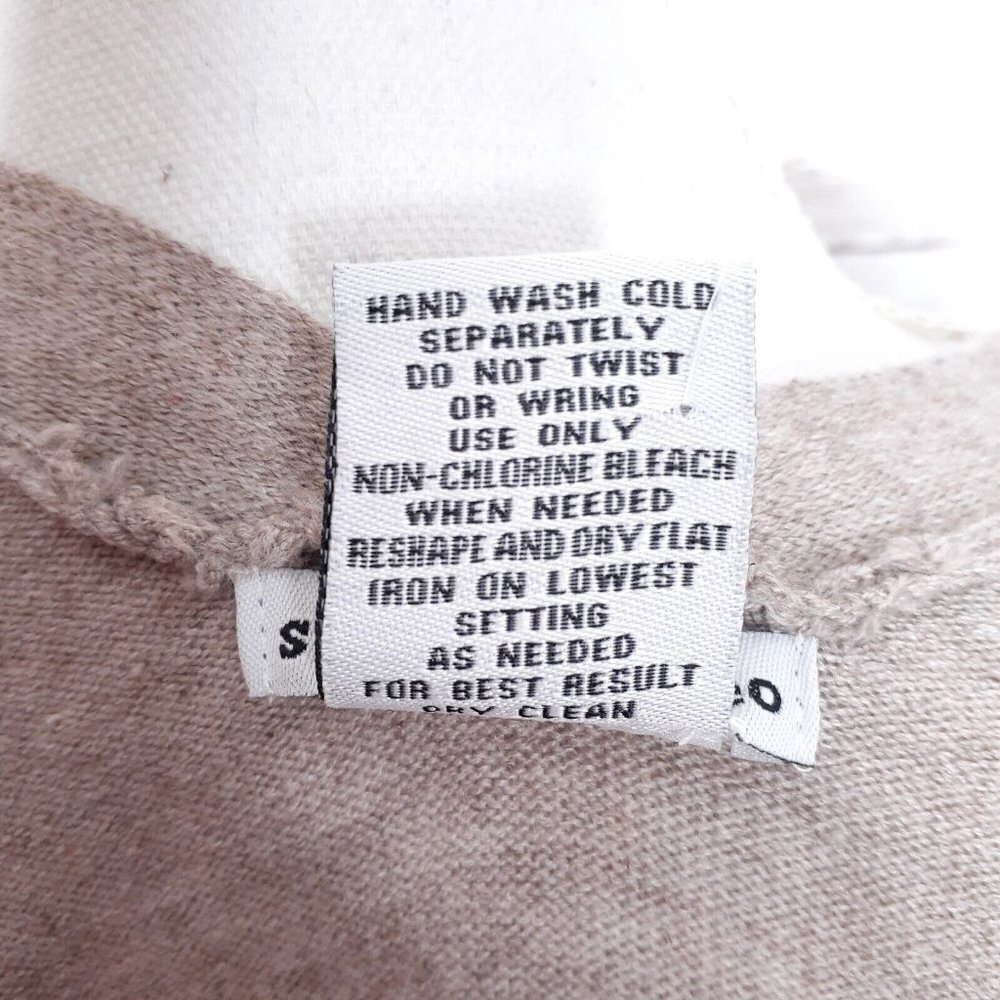 HAND WASH COLD
SEPARATELY
DO NOT TWIST
OR WRING
USE ONLY
NON-CHLORINE BLEACH
WHEN NEEDED
RESHAPE AND DRY FLAT
IRON ON LOWEST
SETTING
AS NEEDED
FOR BEST RESULT
DRY CLEAN